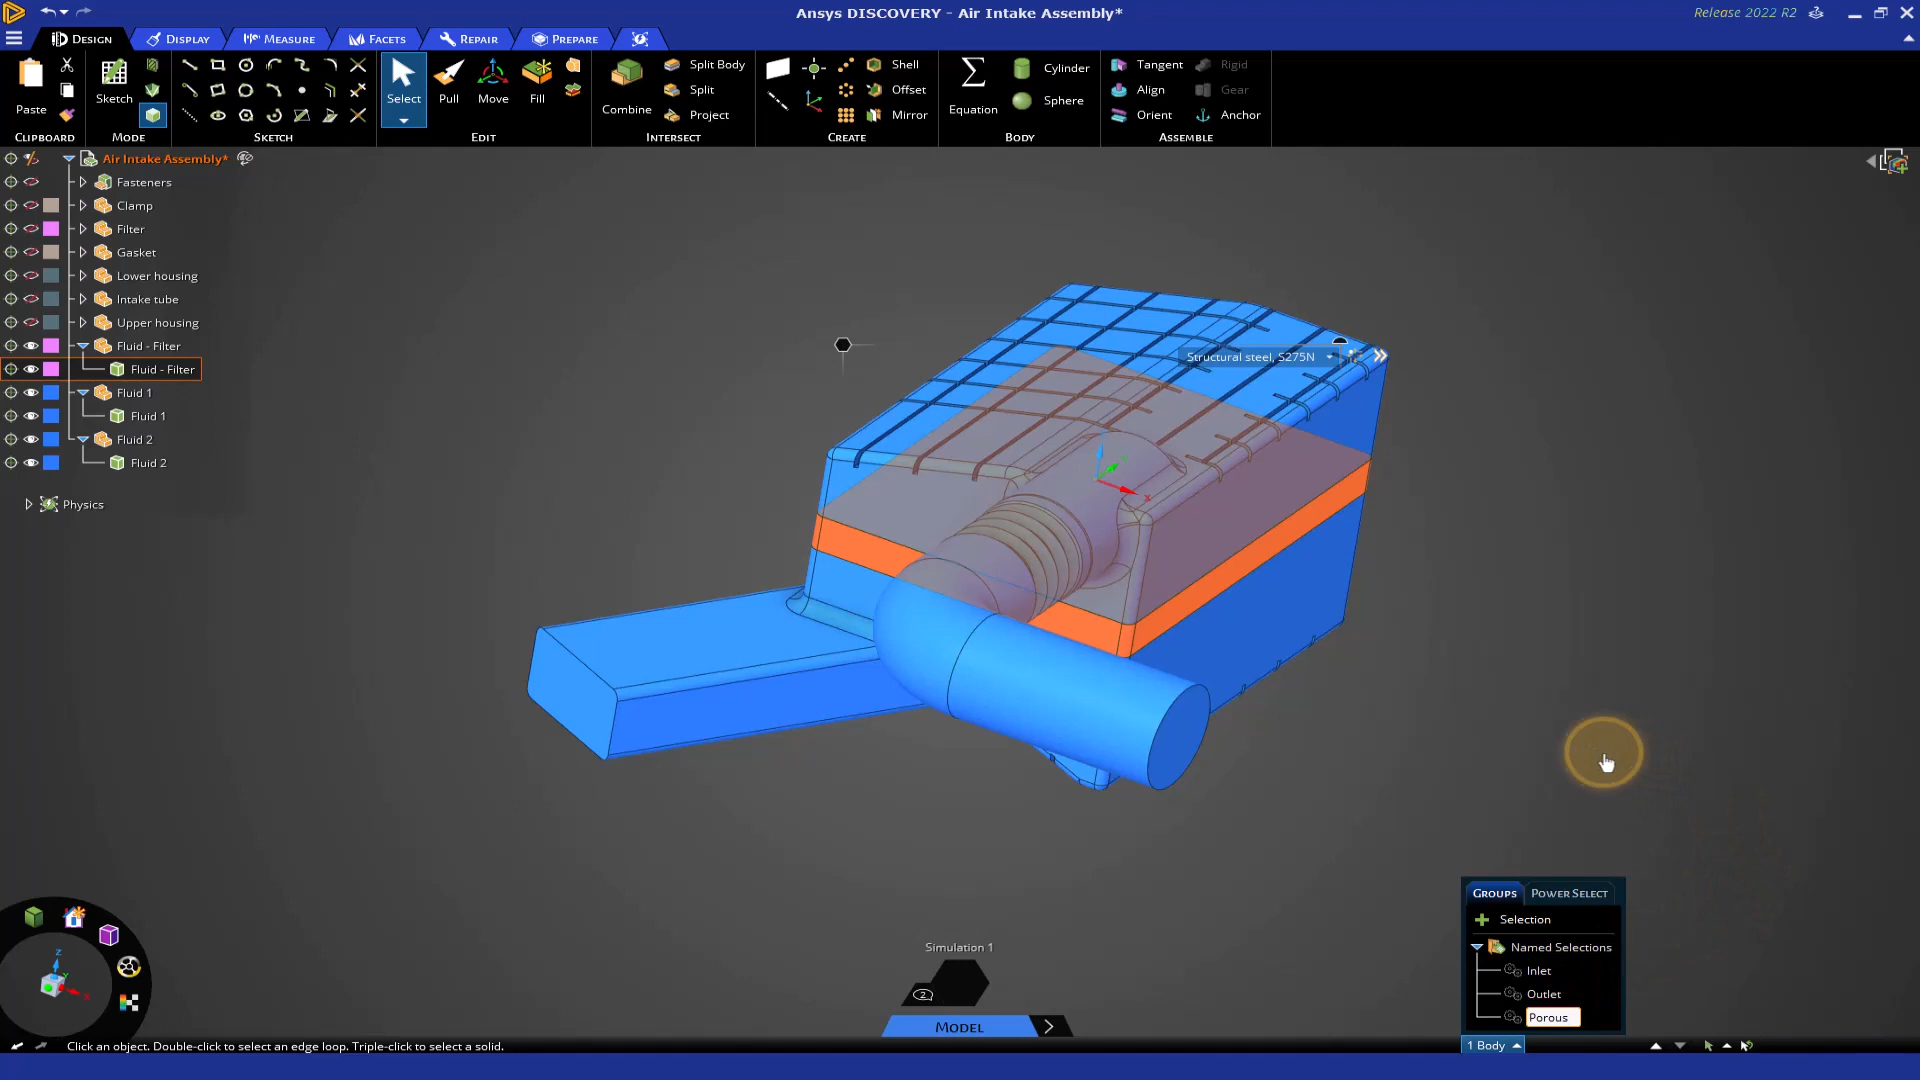 Ansys DISCOVERY - Air Intake Assembly*
Release 2022 R2
DESIGN
DISPLAY
MEASURE
FACETS
REPAIR
PREPARE
Paste
CLIPBOARD
Sketch
MODE
SKETCH
Select
Pull
Move
Fill
EDIT
Combine
Split Body
Split
Project
INTERSECT
Shell
Offset
Mirror
CREATE
Equation
Cylinder
Sphere
BODY
Tangent
Align
Orient
Rigid
Gear
Anchor
ASSEMBLE
Air Intake Assembly*
Fasteners
Clamp
Filter
Gasket
Lower housing
Intake tube
Upper housing
Fluid - Filter
Fluid - Filter
Fluid 1
Fluid 1
Fluid 2
Fluid 2
Physics
Structural steel, S275N
Z
X
Simulation 1
2
MODEL
GROUPS
POWER SELECT
Selection
Named Selections
Inlet
Outlet
Porous
1 Body
Click an object. Double-click to select an edge loop. Triple-click to select a solid.